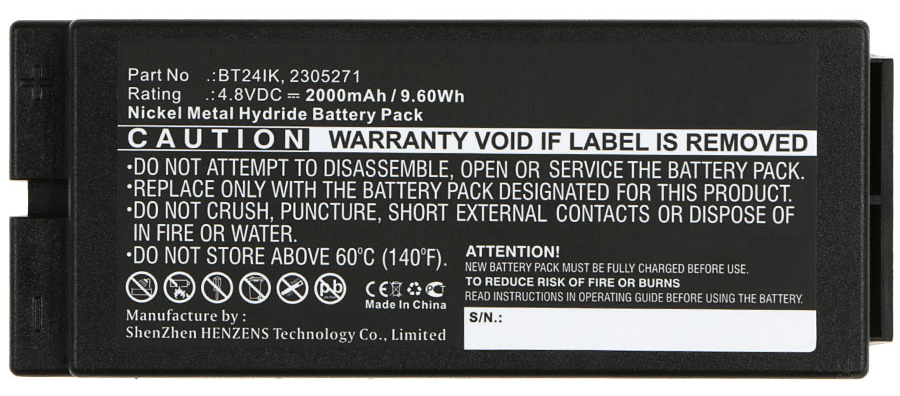 Part No .:BT24IK, 2305271
Rating .:4.8VDC ⎓ 2000mAh / 9.60Wh
Nickel Metal Hydride Battery Pack
CAUTION WARRANTY VOID IF LABEL IS REMOVED
•DO NOT ATTEMPT TO DISASSEMBLE, OPEN OR SERVICE THE BATTERY PACK.
•REPLACE ONLY WITH THE BATTERY PACK DESIGNATED FOR THIS PRODUCT.
•DO NOT CRUSH, PUNCTURE, SHORT EXTERNAL CONTACTS OR DISPOSE OF
IN FIRE OR WATER.
•DO NOT STORE ABOVE 60°C (140°F).
Pb
CE
Made In China
Manufacture by :
ShenZhen HENZENS Technology Co., Limited
ATTENTION!
NEW BATTERY PACK MUST BE FULLY CHARGED BEFORE USE.
TO REDUCE RISK OF FIRE OR BURNS
READ INSTRUCTIONS IN OPERATING GUIDE BEFORE USING THE BATTERY.
S/N.:
+
-